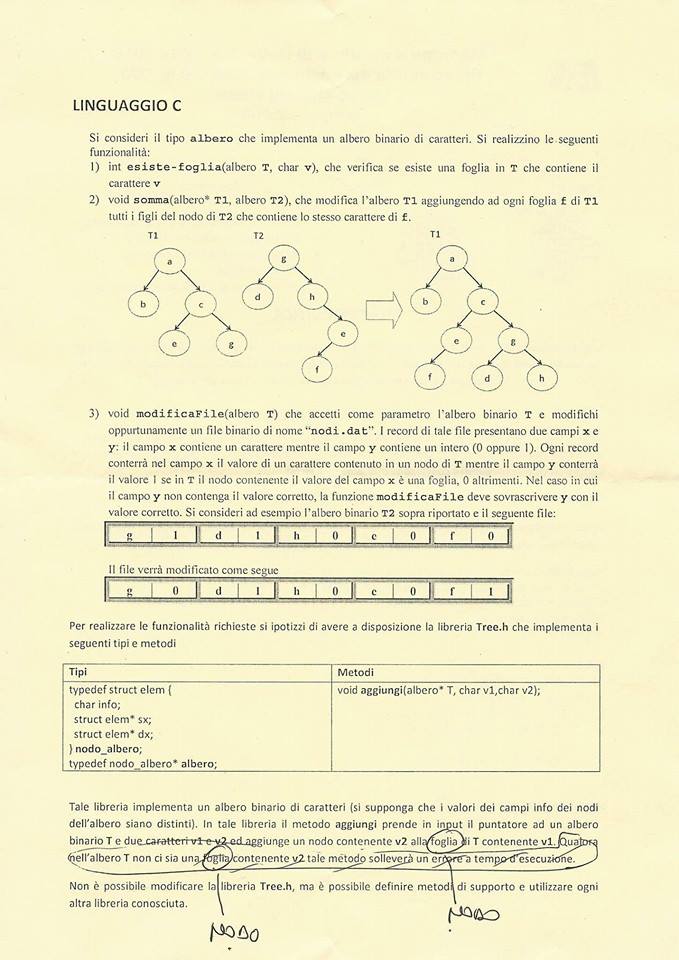 LINGUAGGIO C
Si consideri il tipo albero che implementa un albero binario di caratteri. Si realizzino le seguenti
funzionalità:
1) int esiste-foglia(albero T, char v), che verifica se esiste una foglia in T che contiene il
carattere v
2) void somma(albero* T1, albero T2), che modifica l'albero T1 aggiungendo ad ogni foglia f di T1
tutti i figli del nodo di T2 che contiene lo stesso carattere di f.
T1 T2 T1
a g a
b c d h b c
e g e e g
f f d h
3) void modificaFile(albero T) che accetti come parametro l'albero binario T e modifichi
oppurtunamente un file binario di nome "nodi.dat". I record di tale file presentano due campi x e
y: il campo x contiene un carattere mentre il campo y contiene un intero (0 oppure 1). Ogni record
conterrà nel campo x il valore di un carattere contenuto in un nodo di T mentre il campo y conterrà
il valore 1 se in T il nodo contenente il valore del campo x è una foglia, 0 altrimenti. Nel caso in cui
il campo y non contenga il valore corretto, la funzione modificaFile deve sovrascrivere y con il
valore corretto. Si consideri ad esempio l'albero binario T2 sopra riportato e il seguente file:
g 1 d 1 h 0 e 0 f 0
Il file verrà modificato come segue
g 0 d 1 h 0 e 0 f 1
Per realizzare le funzionalità richieste si ipotizzi di avere a disposizione la libreria Tree.h che implementa i
seguenti tipi e metodi
Tipi Metodi
typedef struct elem { void aggiungi(albero* T, char v1,char v2);
char info;
struct elem* sx;
struct elem* dx;
} nodo_albero;
typedef nodo_albero* albero;
Tale libreria implementa un albero binario di caratteri (si supponga che i valori dei campi info dei nodi
dell'albero siano distinti). In tale libreria il metodo aggiungi prende in input il puntatore ad un albero
binario T e due caratteri v1 e v2 ed aggiunge un nodo contenente v2 alla foglia di T contenente v1. Qualora
nell'albero T non ci sia una foglia contenente v2 tale metodo solleverà un errore a tempo d'esecuzione.
Non è possibile modificare la libreria Tree.h, ma è possibile definire metodi di supporto e utilizzare ogni
altra libreria conosciuta.
NODO
NODO